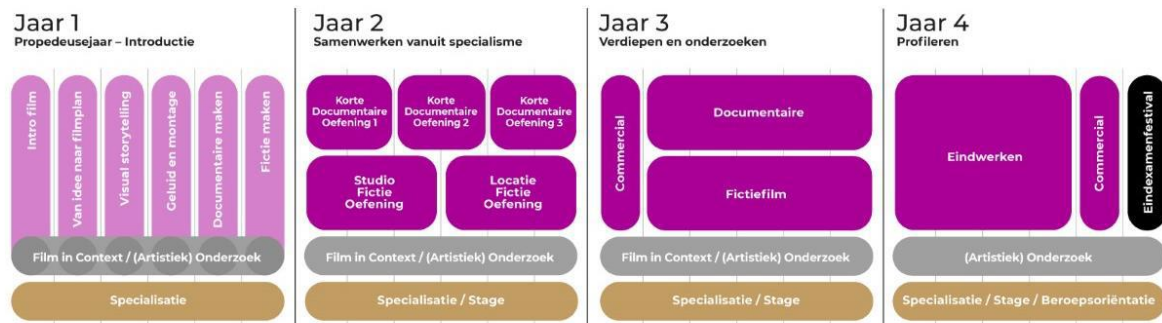 Jaar 1
Propedeusejaar – Introductie
Intro film
Van idee naar filmplan
Visual storytelling
Geluid en montage
Documentaire maken
Fictie maken
Film in Context / (Artistiek) Onderzoek
Specialisatie
Jaar 2
Samenwerken vanuit specialisme
Korte
Documentaire
Oefening 1
Korte
Documentaire
Oefening 2
Korte
Documentaire
Oefening 3
Studio
Fictie
Oefening
Locatie
Fictie
Oefening
Film in Context / (Artistiek) Onderzoek
Specialisatie / Stage
Jaar 3
Verdiepen en onderzoeken
Commercial
Documentaire
Fictiefilm
Film in Context / (Artistiek) Onderzoek
Specialisatie / Stage
Jaar 4
Profileren
Eindwerken
Commercial
Eindexamenfestival
(Artistiek) Onderzoek
Specialisatie / Stage / Beroepsoriëntatie